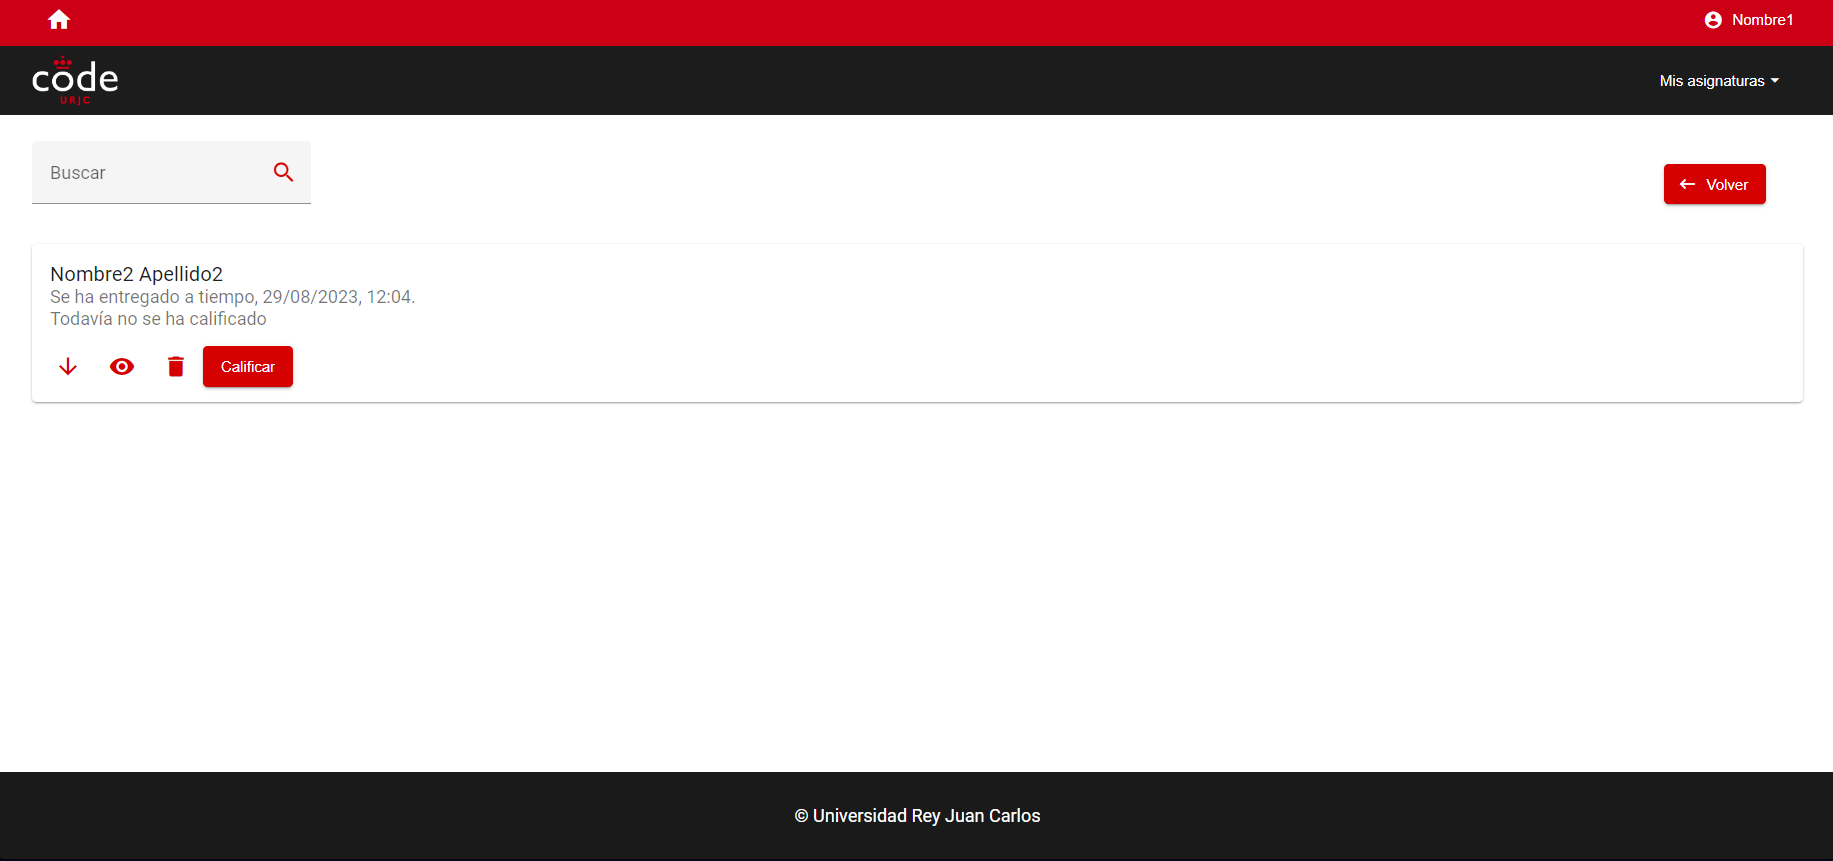 Nombre1
code
URJC
Mis asignaturas
Buscar
Volver
Nombre2 Apellido2
Se ha entregado a tiempo, 29/08/2023, 12:04.
Todavía no se ha calificado
Calificar
© Universidad Rey Juan Carlos